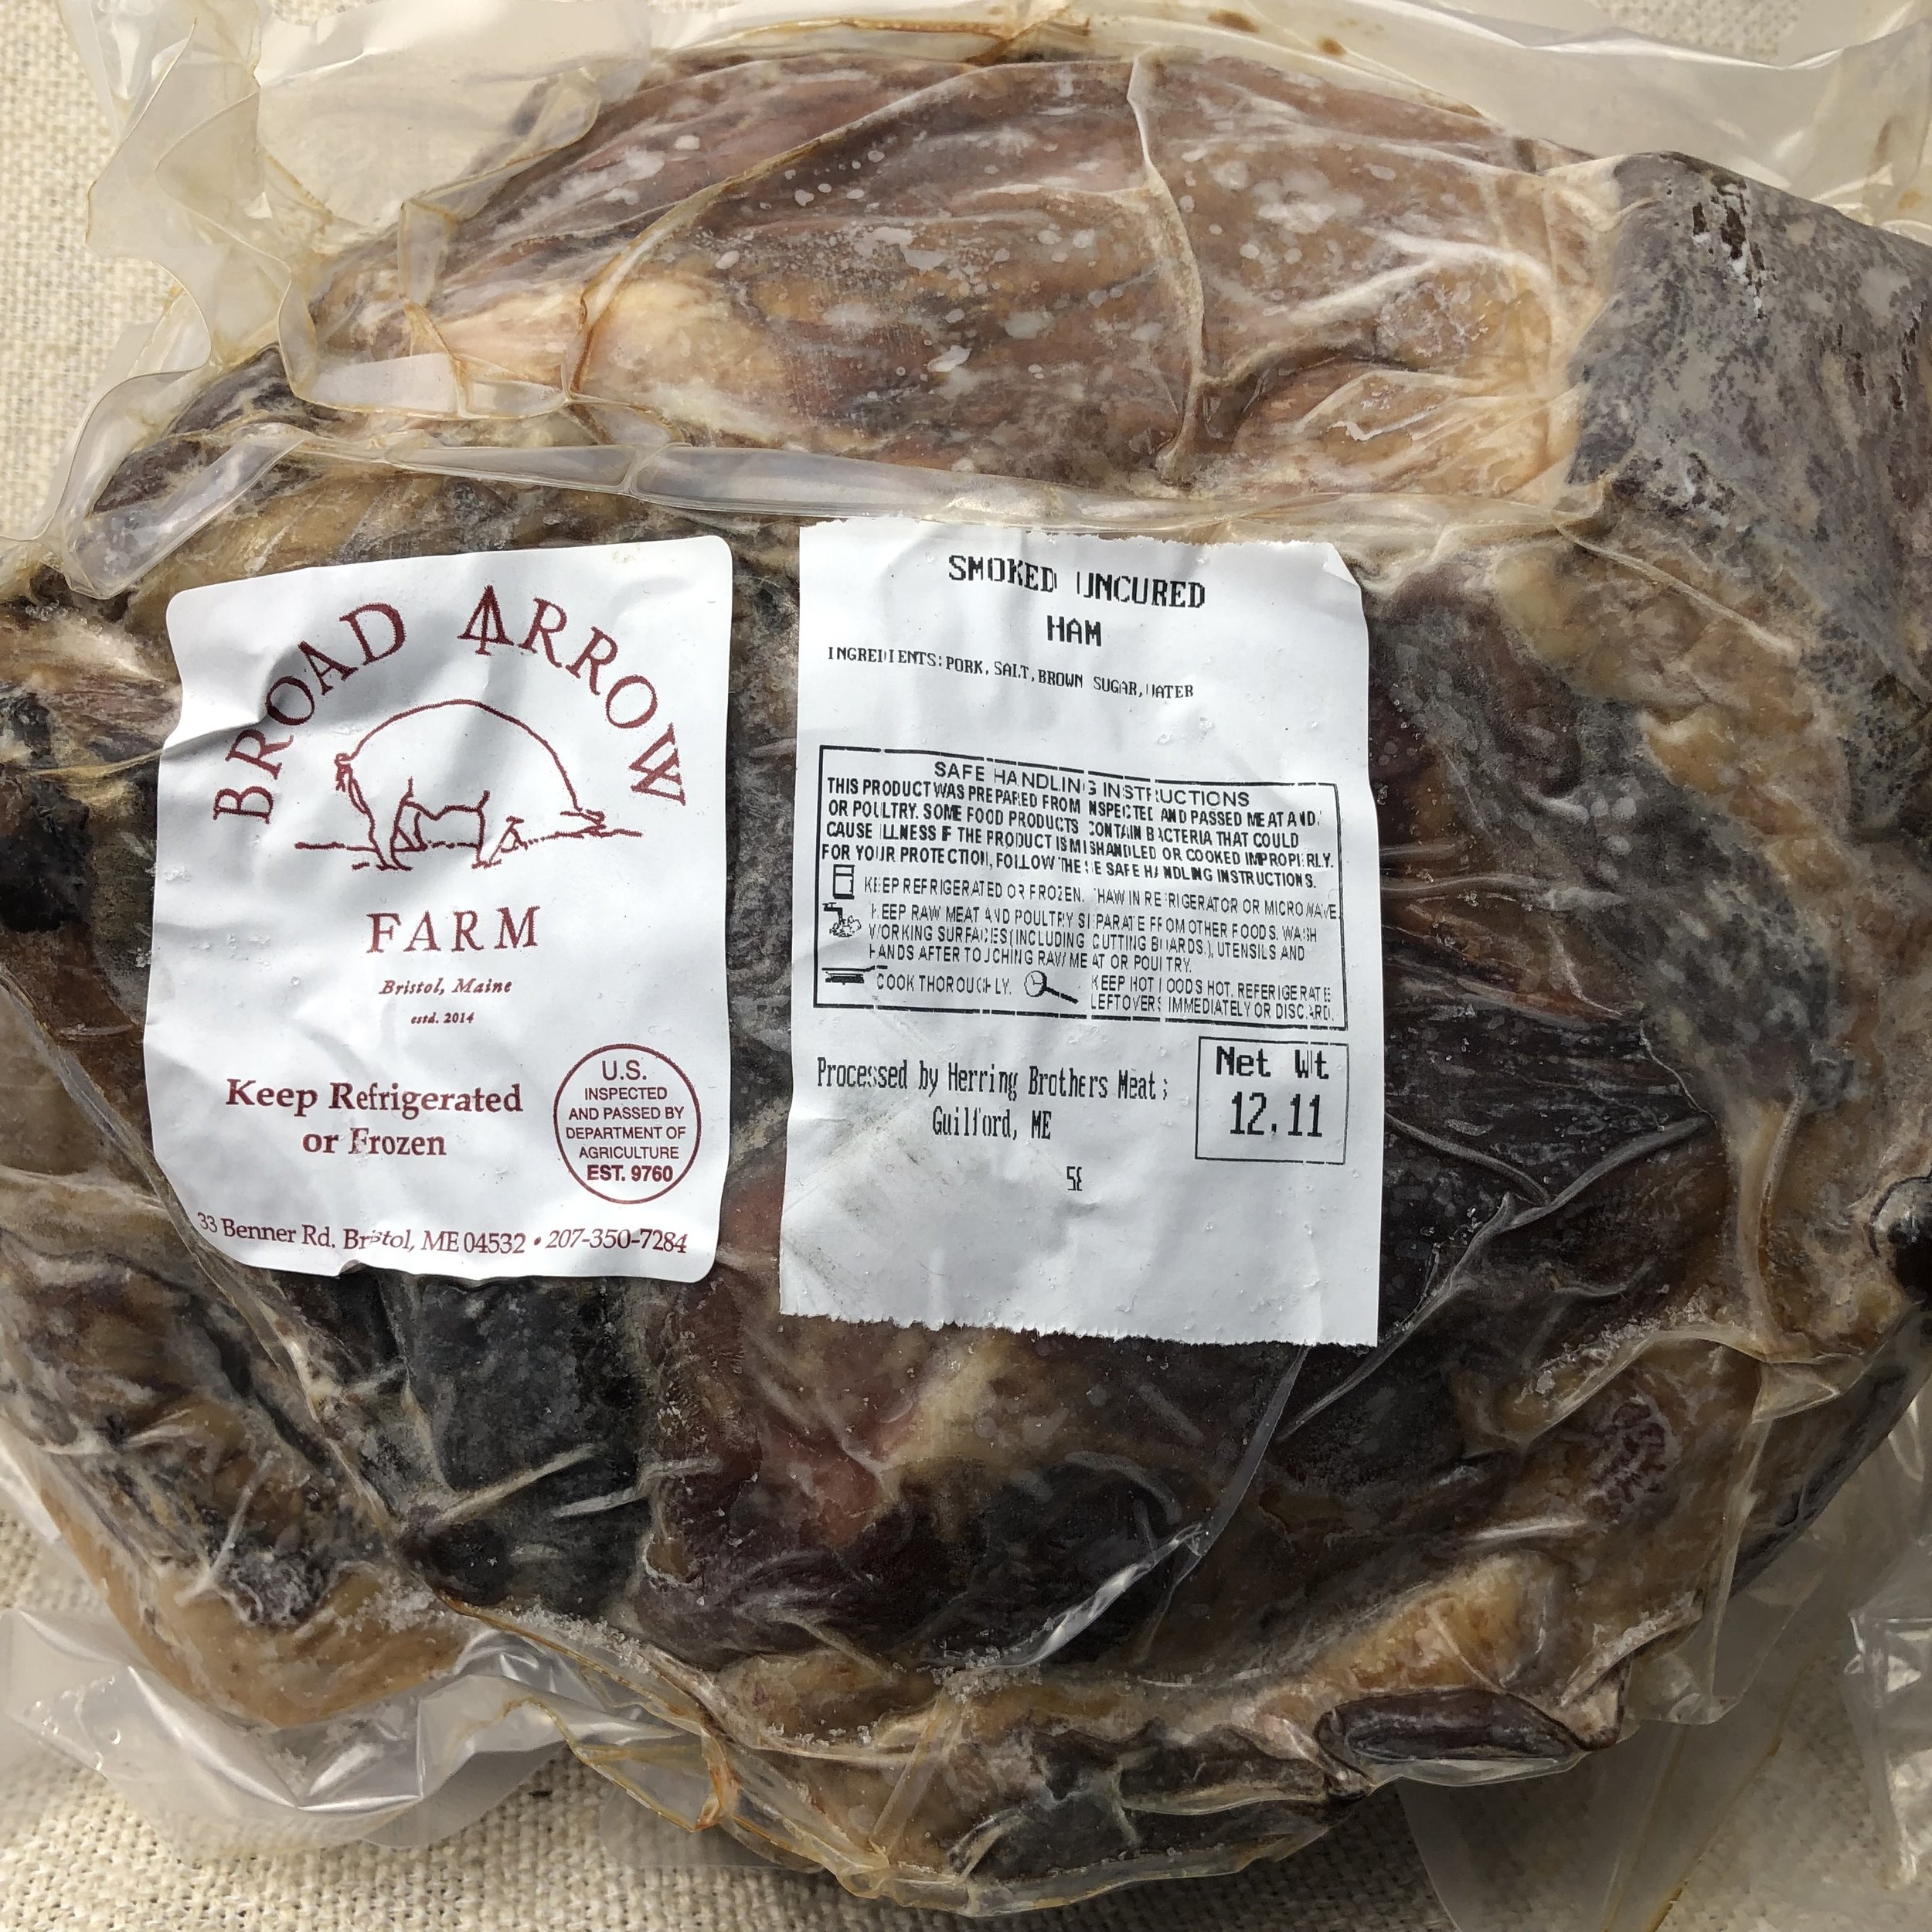 BROAD ARROW
FARM
Bristol, Maine
estd. 2014
Keep Refrigerated
or Frozen
U.S.
INSPECTED
AND PASSED BY
DEPARTMENT OF
AGRICULTURE
EST. 9760
33 Benner Rd. Bristol, ME 04532 • 207-350-7284
SMOKED UNCURED
HAM
INGREDIENTS: PORK, SALT, BROWN SUGAR, WATER
SAFE HANDLING INSTRUCTIONS
THIS PRODUCT WAS PREPARED FROM INSPECTED AND PASSED MEAT AND/
OR POULTRY. SOME FOOD PRODUCTS CONTAIN BACTERIA THAT COULD
CAUSE ILLNESS IF THE PRODUCT IS MISHANDLED OR COOKED IMPROPERLY.
FOR YOUR PROTECTION, FOLLOW THESE SAFE HANDLING INSTRUCTIONS.
KEEP REFRIGERATED OR FROZEN. THAW IN REFRIGERATOR OR MICROWAVE.
KEEP RAW MEAT AND POULTRY SEPARATE FROM OTHER FOODS. WASH
WORKING SURFACES (INCLUDING CUTTING BOARDS.), UTENSILS AND
HANDS AFTER TOUCHING RAW MEAT OR POULTRY.
COOK THOROUGHLY.
KEEP HOT FOODS HOT. REFERIGERATE
LEFTOVERS IMMEDIATELY OR DISCARD.
Processed by Herring Brothers Meats
Guilford, ME
Net Wt
12.11